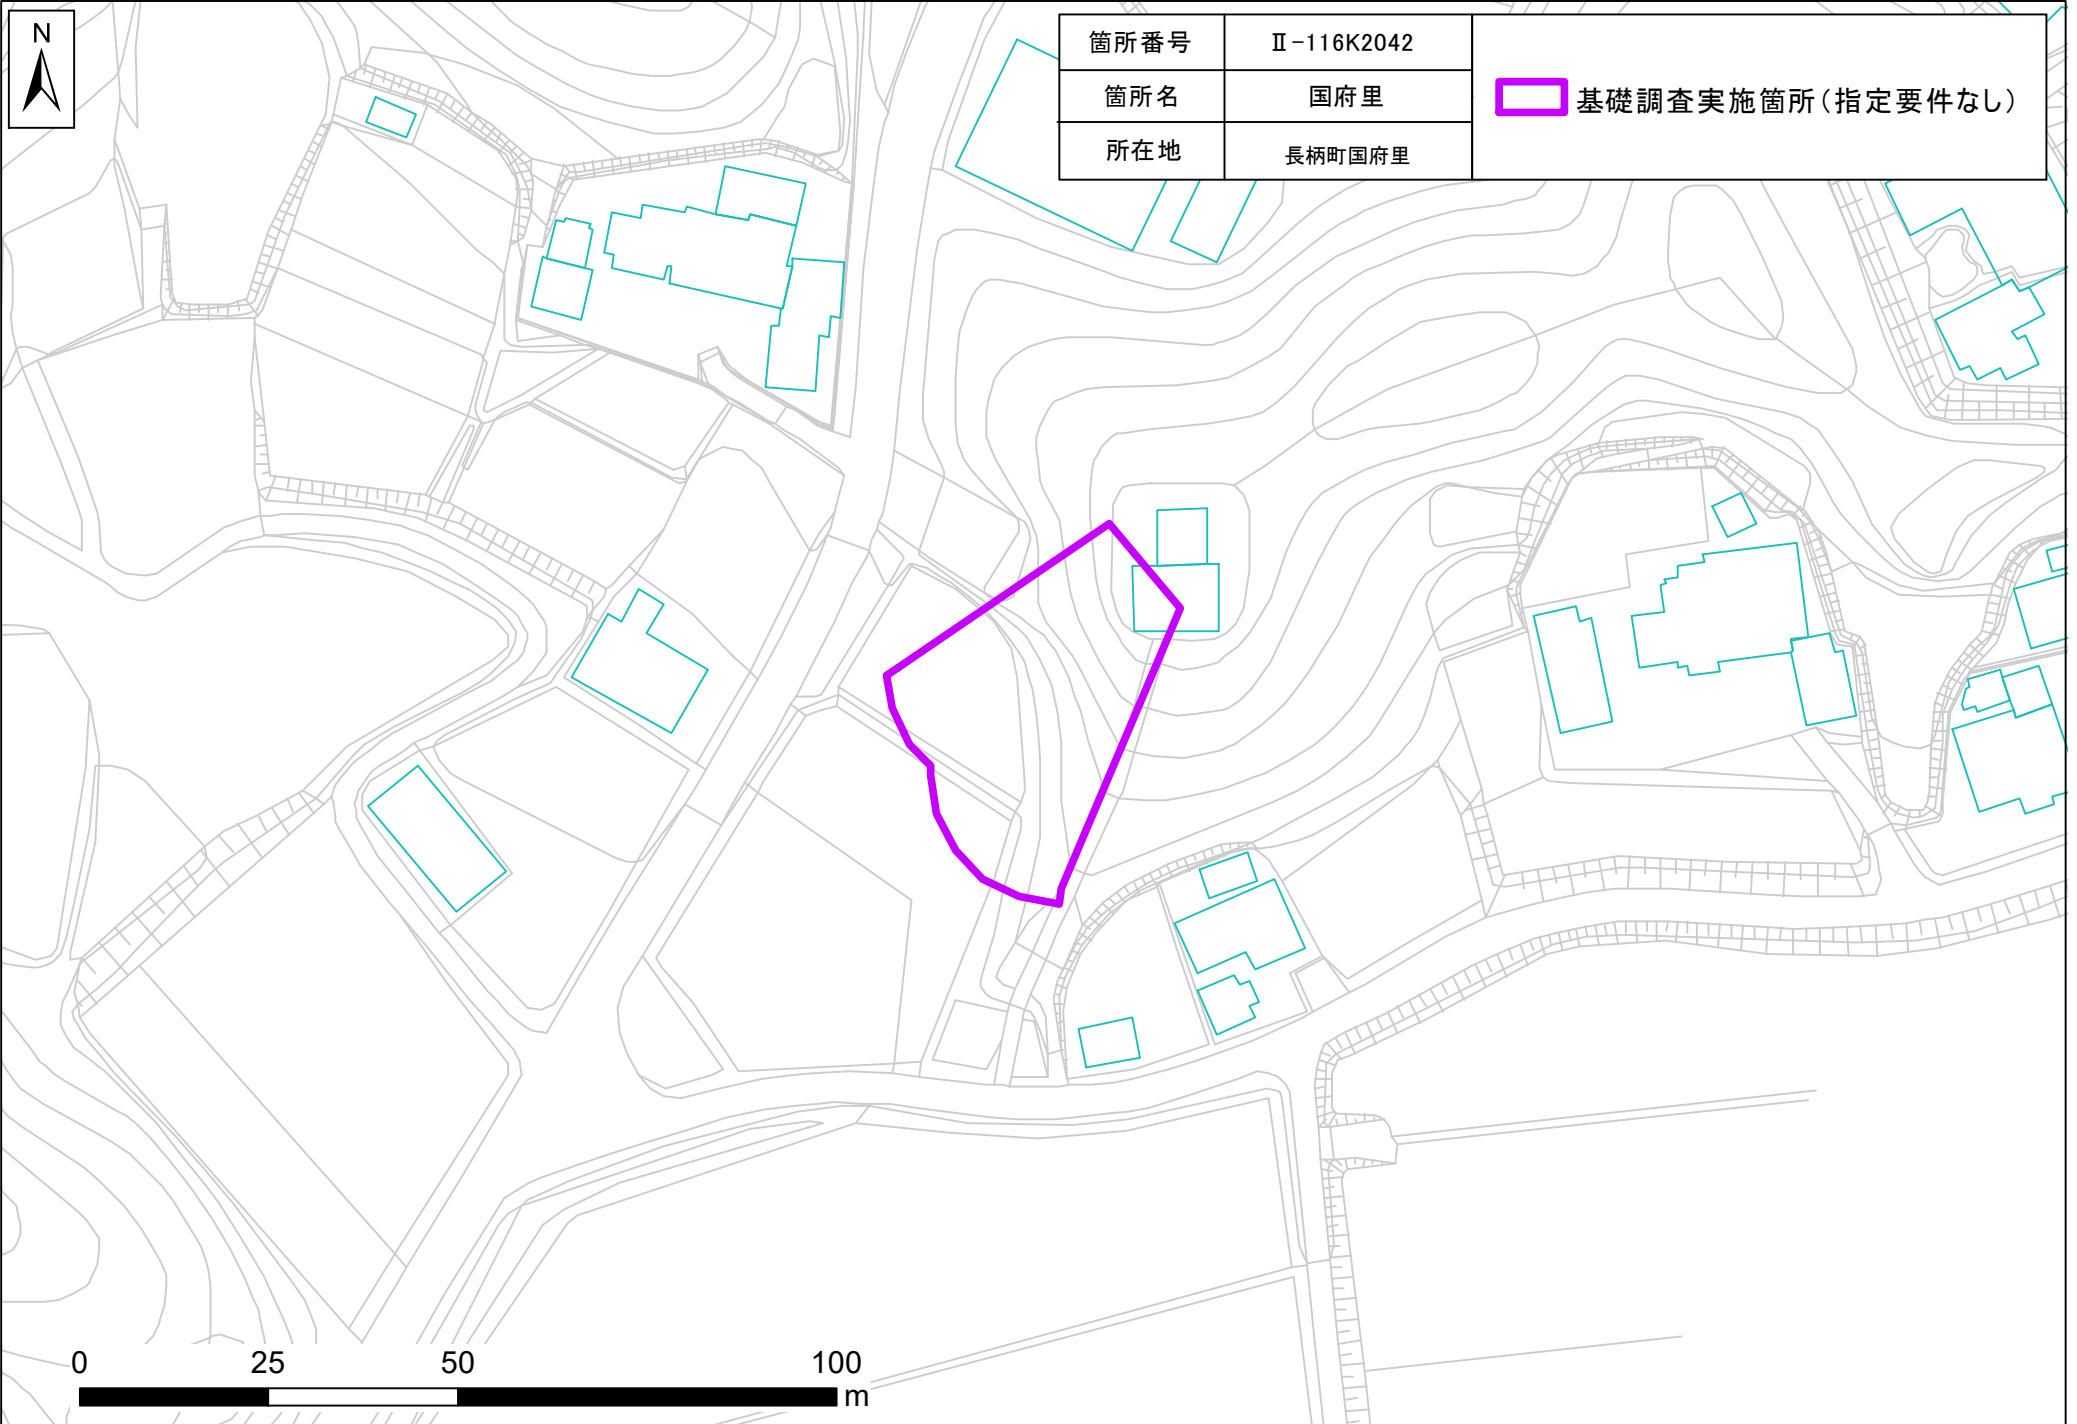 N
箇所番号 Ⅱ-116K2042
箇所名 国府里
所在地 長柄町国府里
基礎調査実施箇所(指定要件なし)
0 25 50 100
m